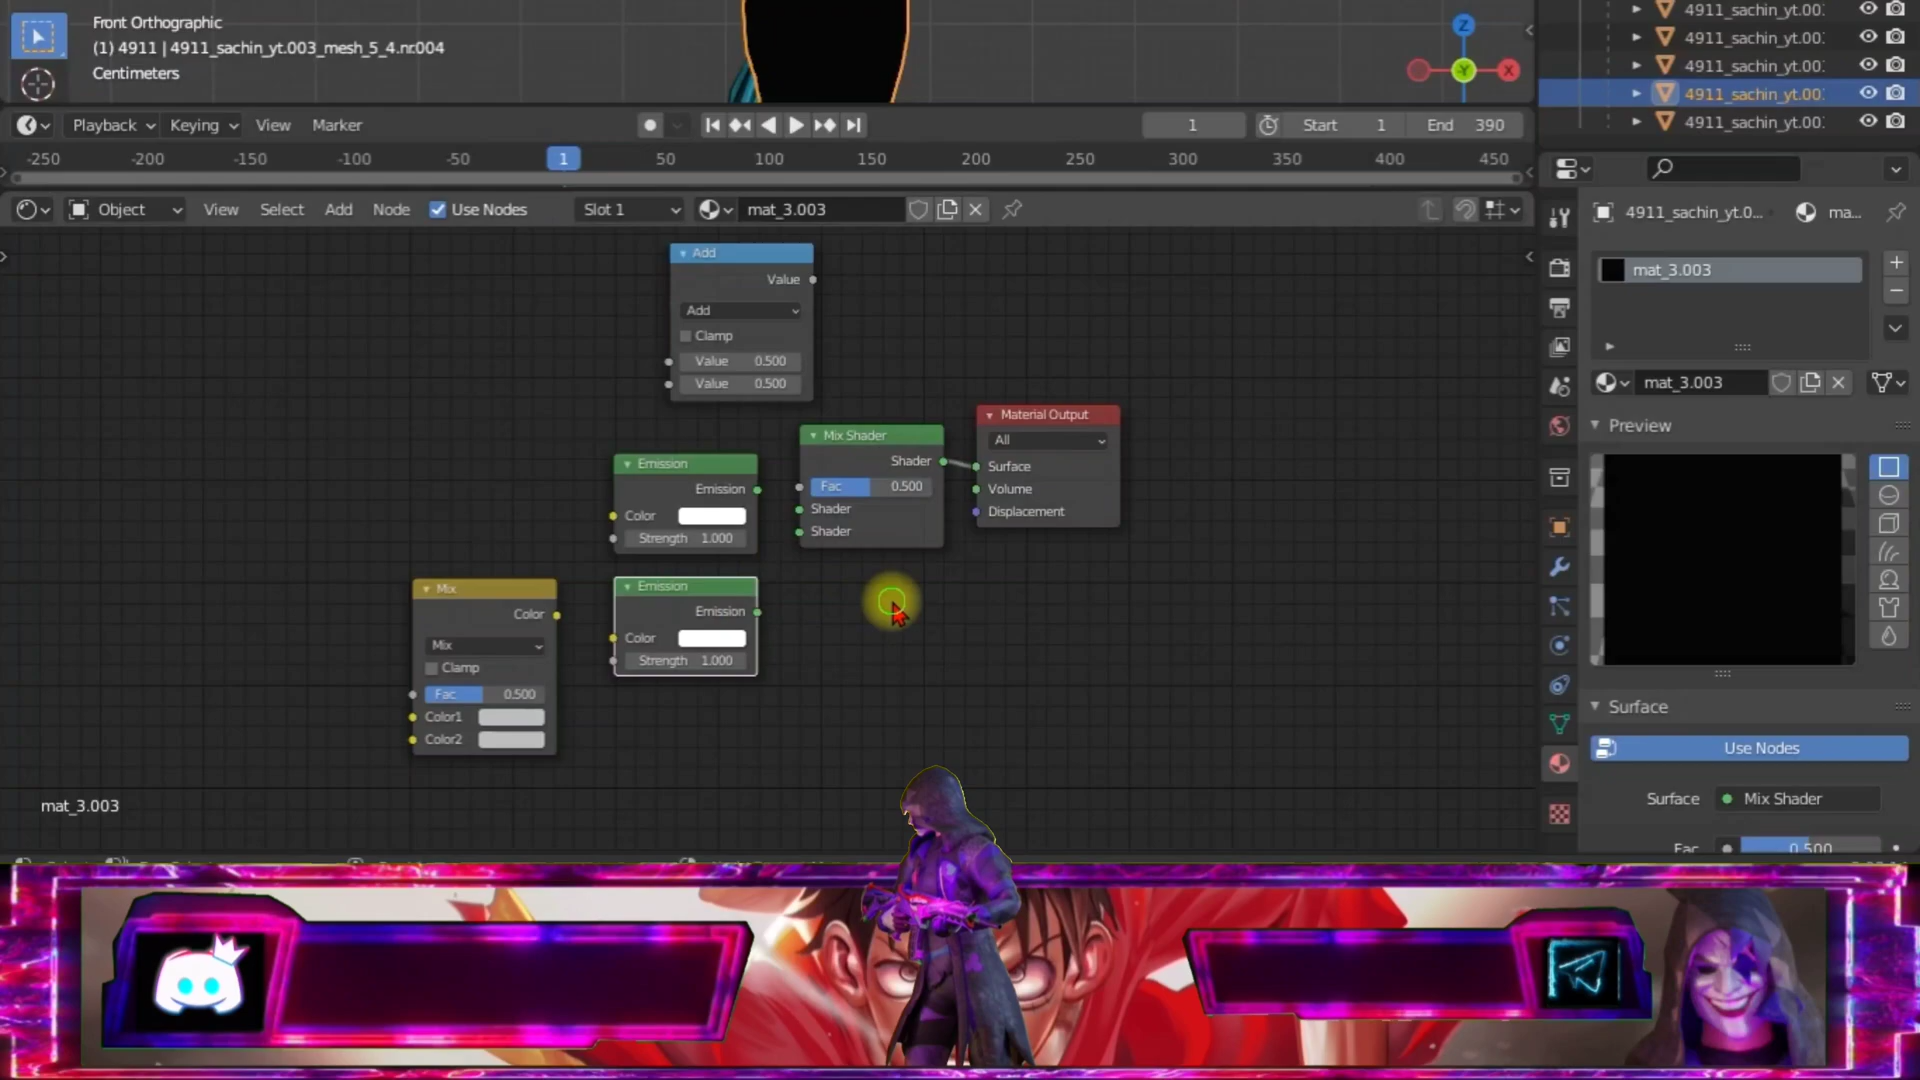 Front Orthographic
(1) 4911 | 4911_sachin_yt.003_mesh_5_4.nr.004
Centimeters
Z
Y
X
4911_sachin_yt.00:
4911_sachin_yt.00:
4911_sachin_yt.00:
4911_sachin_yt.00:
4911_sachin_yt.00:
Playback Keying View Marker 1 Start 1 End 390
-250 -200 -150 -100 -50 1 50 100 150 200 250 300 350 400 450
Object View Select Add Node Use Nodes Slot 1 mat_3.003
4911_sachin_yt.0... ma...
mat_3.003
mat_3.003
Preview
Surface
Use Nodes
Surface Mix Shader
Fac 0.500
Add
Value
Add
Clamp
Value 0.500
Value 0.500
Emission
Emission
Color
Strength 1.000
Mix Shader
Shader
Fac 0.500
Shader
Shader
Material Output
All
Surface
Volume
Displacement
Mix
Color
Mix
Clamp
Fac 0.500
Color1
Color2
Emission
Emission
Color
Strength 1.000
mat_3.003